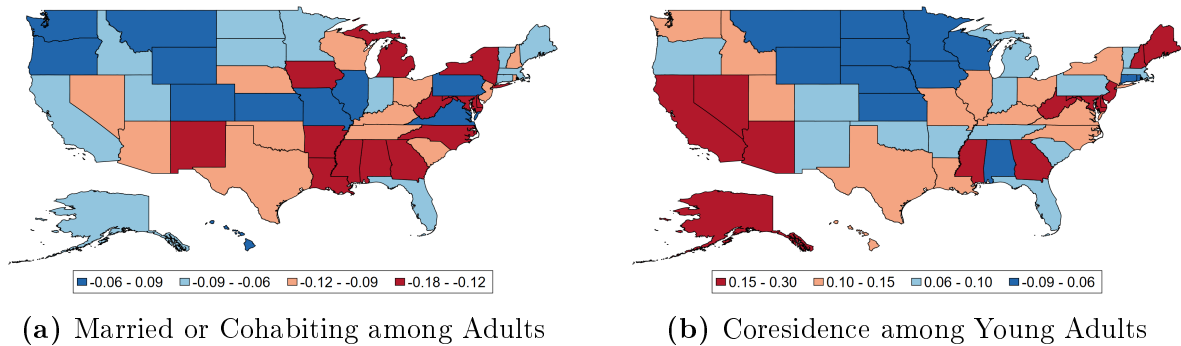 -0.06 - 0.09 -0.09 - -0.06 -0.12 - -0.09 -0.18 - -0.12
0.15 - 0.30 0.10 - 0.15 0.06 - 0.10 -0.09 - 0.06
(a) Married or Cohabiting among Adults
(b) Coresidence among Young Adults